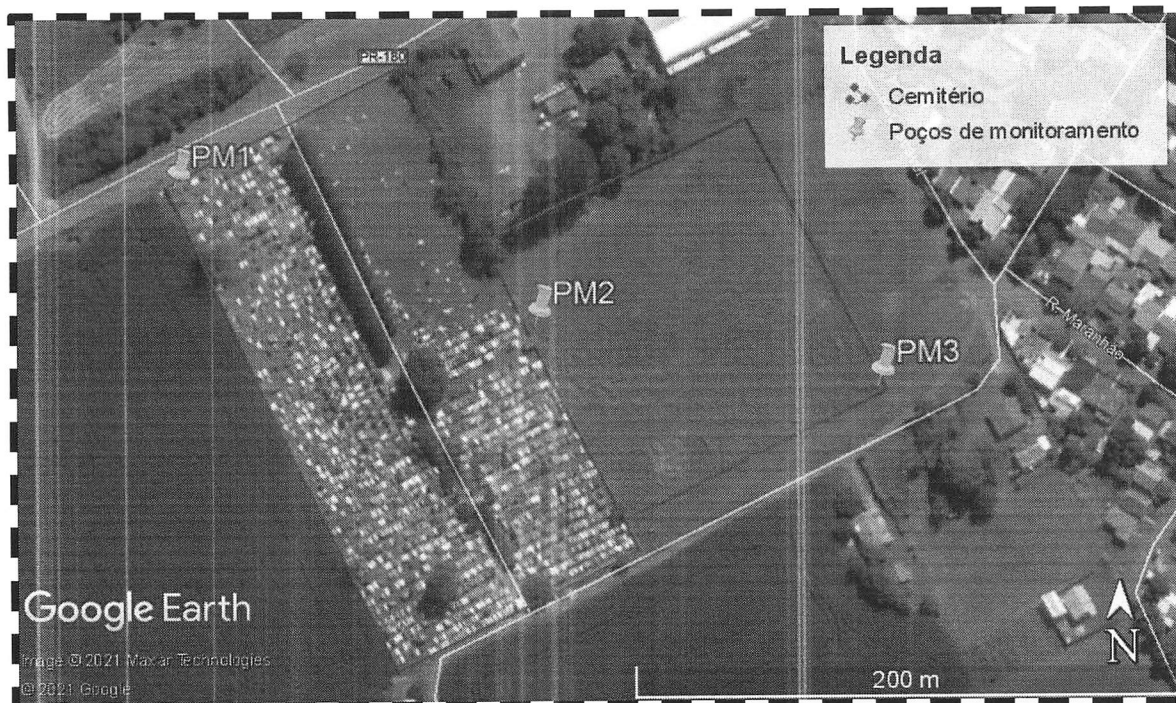 PR-180
Legenda
Cemitério
Poços de monitoramento
PM1
PM2
PM3
R. Maranhão
Google Earth
Image © 2021 Maxar Technologies
© 2021 Google
200 m
N